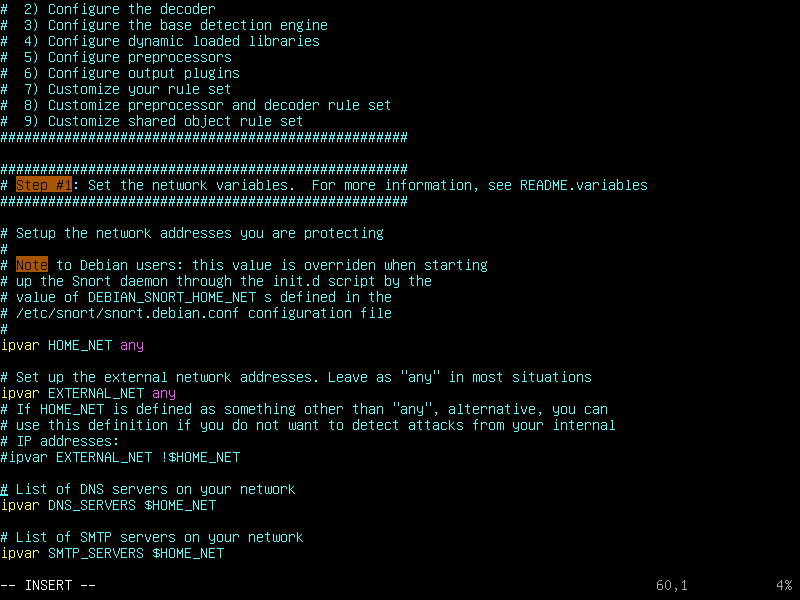 #  2) Configure the decoder
#  3) Configure the base detection engine
#  4) Configure dynamic loaded libraries
#  5) Configure preprocessors
#  6) Configure output plugins
#  7) Customize your rule set
#  8) Customize preprocessor and decoder rule set
#  9) Customize shared object rule set
###################################################
###################################################
# Step #1: Set the network variables.  For more information, see README.variables
###################################################
# Setup the network addresses you are protecting
#
# Note to Debian users: this value is overriden when starting
# up the Snort daemon through the init.d script by the
# value of DEBIAN_SNORT_HOME_NET s defined in the
# /etc/snort/snort.debian.conf configuration file
#
ipvar HOME_NET any
# Set up the external network addresses. Leave as "any" in most situations
ipvar EXTERNAL_NET any
# If HOME_NET is defined as something other than "any", alternative, you can
# use this definition if you do not want to detect attacks from your internal
# IP addresses:
#ipvar EXTERNAL_NET !$HOME_NET
# List of DNS servers on your network
ipvar DNS_SERVERS $HOME_NET
# List of SMTP servers on your network
ipvar SMTP_SERVERS $HOME_NET
-- INSERT -- 60,1 4%